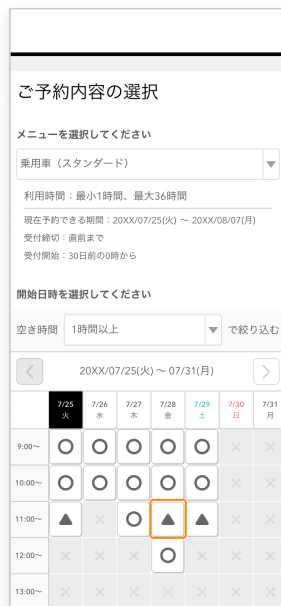 ご予約内容の選択
メニューを選択してください
乗用車（スタンダード）
利用時間：最小1時間、最大36時間
現在予約できる期間：20XX/07/25(火) ～ 20XX/08/07(月)
受付締切：直前まで
受付開始：30日前の0時から
開始日時を選択してください
空き時間 1時間以上 で絞り込む
20XX/07/25(火)～ 07/31(月)
7/25 7/26 7/27 7/28 7/29 7/30 7/31
火 水 木 金 土 日 月
9:00～ ○ ○ ○ ○ ○ × ×
10:00～ ○ ○ ○ ○ ○ × ×
11:00～ ▲ × ○ ▲ ▲ × ×
12:00～ × × × ○ × × ×
13:00～ × × × × × × ×